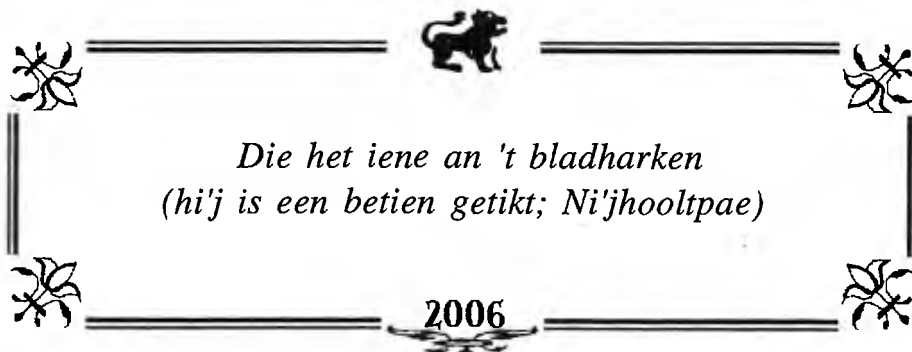 Die het iene an 't bladharken
(hi'j is een betien getikt; Ni'jhooltpae)
2006